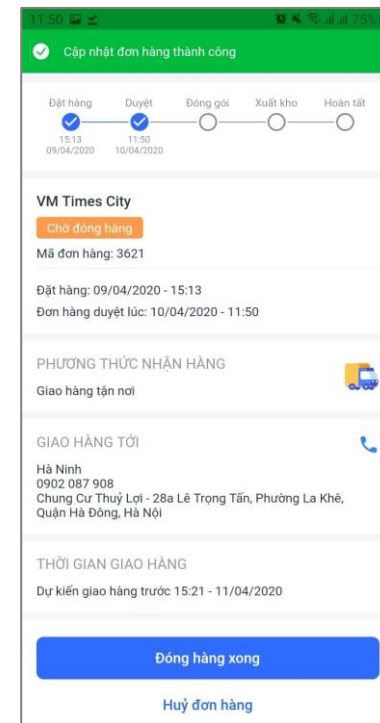 11:50 75%
Cập nhật đơn hàng thành công
Đặt hàng Duyệt Đóng gói Xuất kho Hoàn tất
15:13 11:50
09/04/2020 10/04/2020
VM Times City
Chờ đóng hàng
Mã đơn hàng: 3621
Đặt hàng: 09/04/2020 - 15:13
Đơn hàng duyệt lúc: 10/04/2020 - 11:50
PHƯƠNG THỨC NHẬN HÀNG
Giao hàng tận nơi
GIAO HÀNG TỚI
Hà Ninh
0902 087 908
Chung Cư Thuỷ Lợi - 28a Lê Trọng Tấn, Phường La Khê,
Quận Hà Đông, Hà Nội
THỜI GIAN GIAO HÀNG
Dự kiến giao hàng trước 15:21 - 11/04/2020
Đóng hàng xong
Huỷ đơn hàng